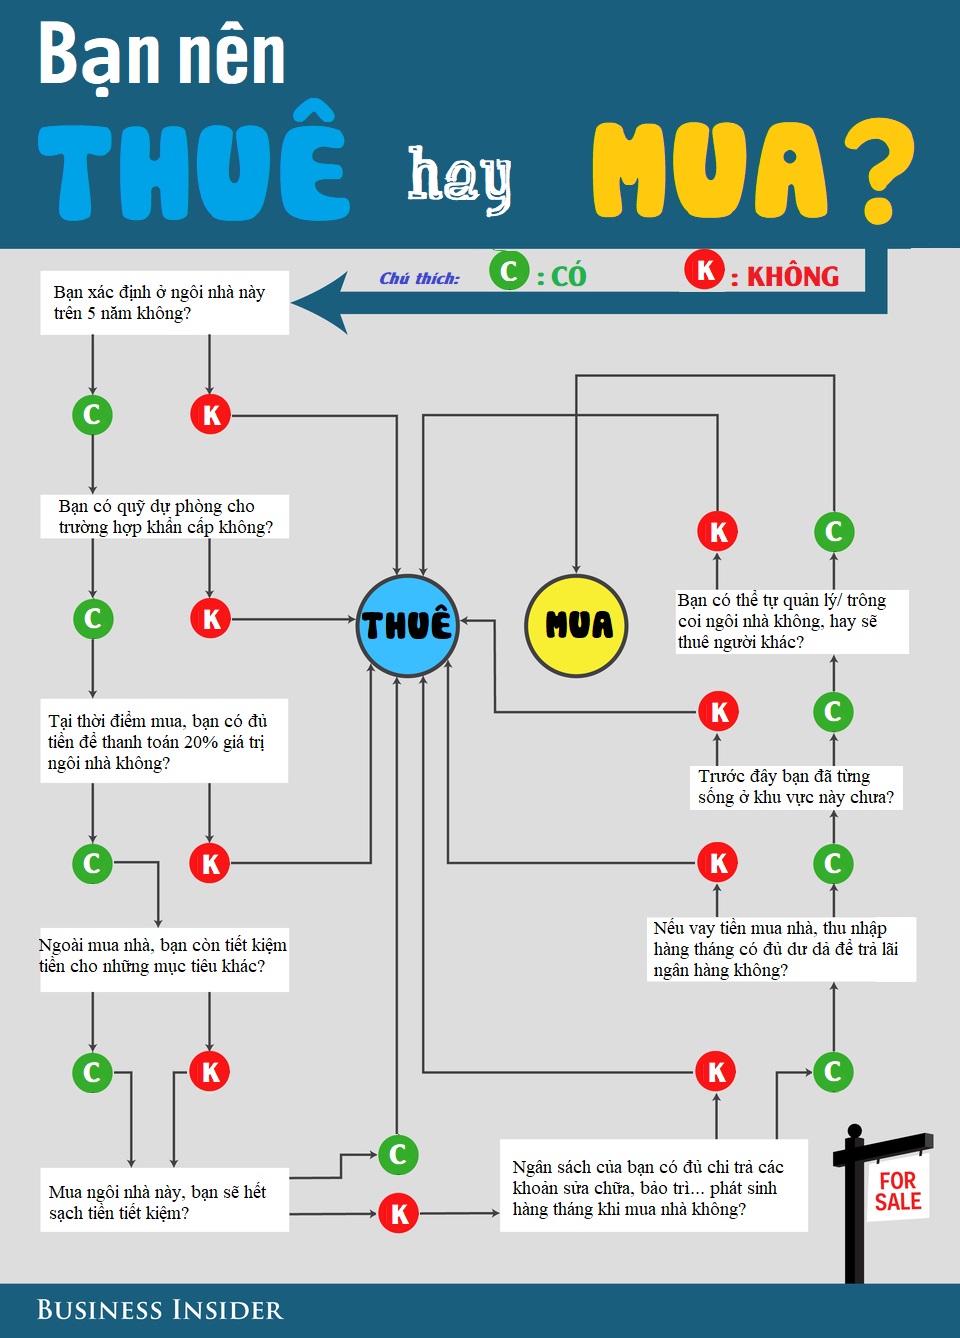 Bạn nên
THUÊ hay MUA?
Chú thích: C : CÓ K : KHÔNG
Bạn xác định ở ngôi nhà này
trên 5 năm không?
C K
Bạn có quỹ dự phòng cho
trường hợp khẩn cấp không?
C K
Tại thời điểm mua, bạn có đủ
tiền để thanh toán 20% giá trị
ngôi nhà không?
C K
Ngoài mua nhà, bạn còn tiết kiệm
tiền cho những mục tiêu khác?
C K
Mua ngôi nhà này, bạn sẽ hết
sạch tiền tiết kiệm?
C
K
Ngân sách của bạn có đủ chi trả các
khoản sửa chữa, bảo trì... phát sinh
hàng tháng khi mua nhà không?
K C
Nếu vay tiền mua nhà, thu nhập
hàng tháng có đủ dư dả để trả lãi
ngân hàng không?
K C
Trước đây bạn đã từng
sống ở khu vực này chưa?
K C
Bạn có thể tự quản lý/ trông
coi ngôi nhà không, hay sẽ
thuê người khác?
K C
THUÊ MUA
FOR
SALE
BUSINESS INSIDER